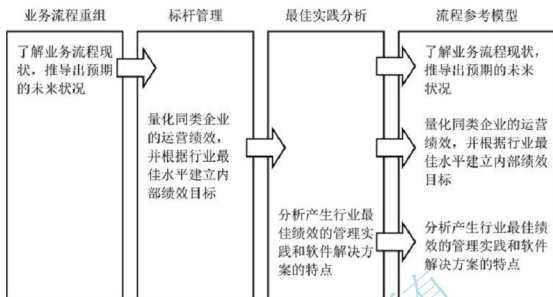 业务流程重组
标杆管理
最佳实践分析
流程参考模型
了解业务流程现
状，推导出预期
的未来状况
量化同类企业
的运营绩效，
并根据行业最
佳水平建立内
部绩效目标
分析产生行业最
佳绩效的管理实
践和软件解决方
案的特点
了解业务流程现状，
推导出预期的未来
状况
量化同类企业的运
营绩效，并根据行业
最佳水平建立内部绩效
目标
分析产生行业最佳绩
效的管理实践和软件
解决方案的特点
有